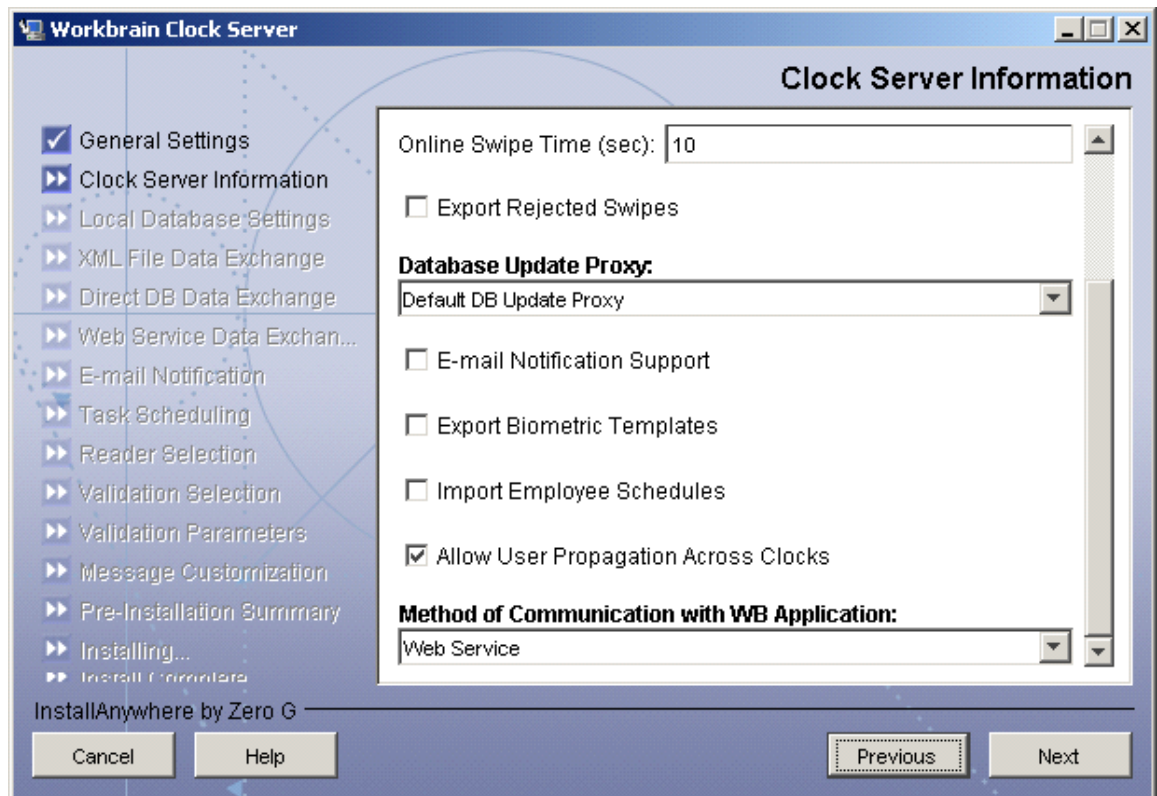 Workbrain Clock Server
Clock Server Information
General Settings
Clock Server Information
Local Database Settings
XML File Data Exchange
Direct DB Data Exchange
Web Service Data Exchan...
E-mail Notification
Task Scheduling
Reader Selection
Validation Selection
Validation Parameters
Message Customization
Pre-Installation Summary
Installing...
Install Complete
Online Swipe Time (sec): 10
Export Rejected Swipes
Database Update Proxy:
Default DB Update Proxy
E-mail Notification Support
Export Biometric Templates
Import Employee Schedules
Allow User Propagation Across Clocks
Method of Communication with WB Application:
Web Service
InstallAnywhere by Zero G
Cancel
Help
Previous
Next